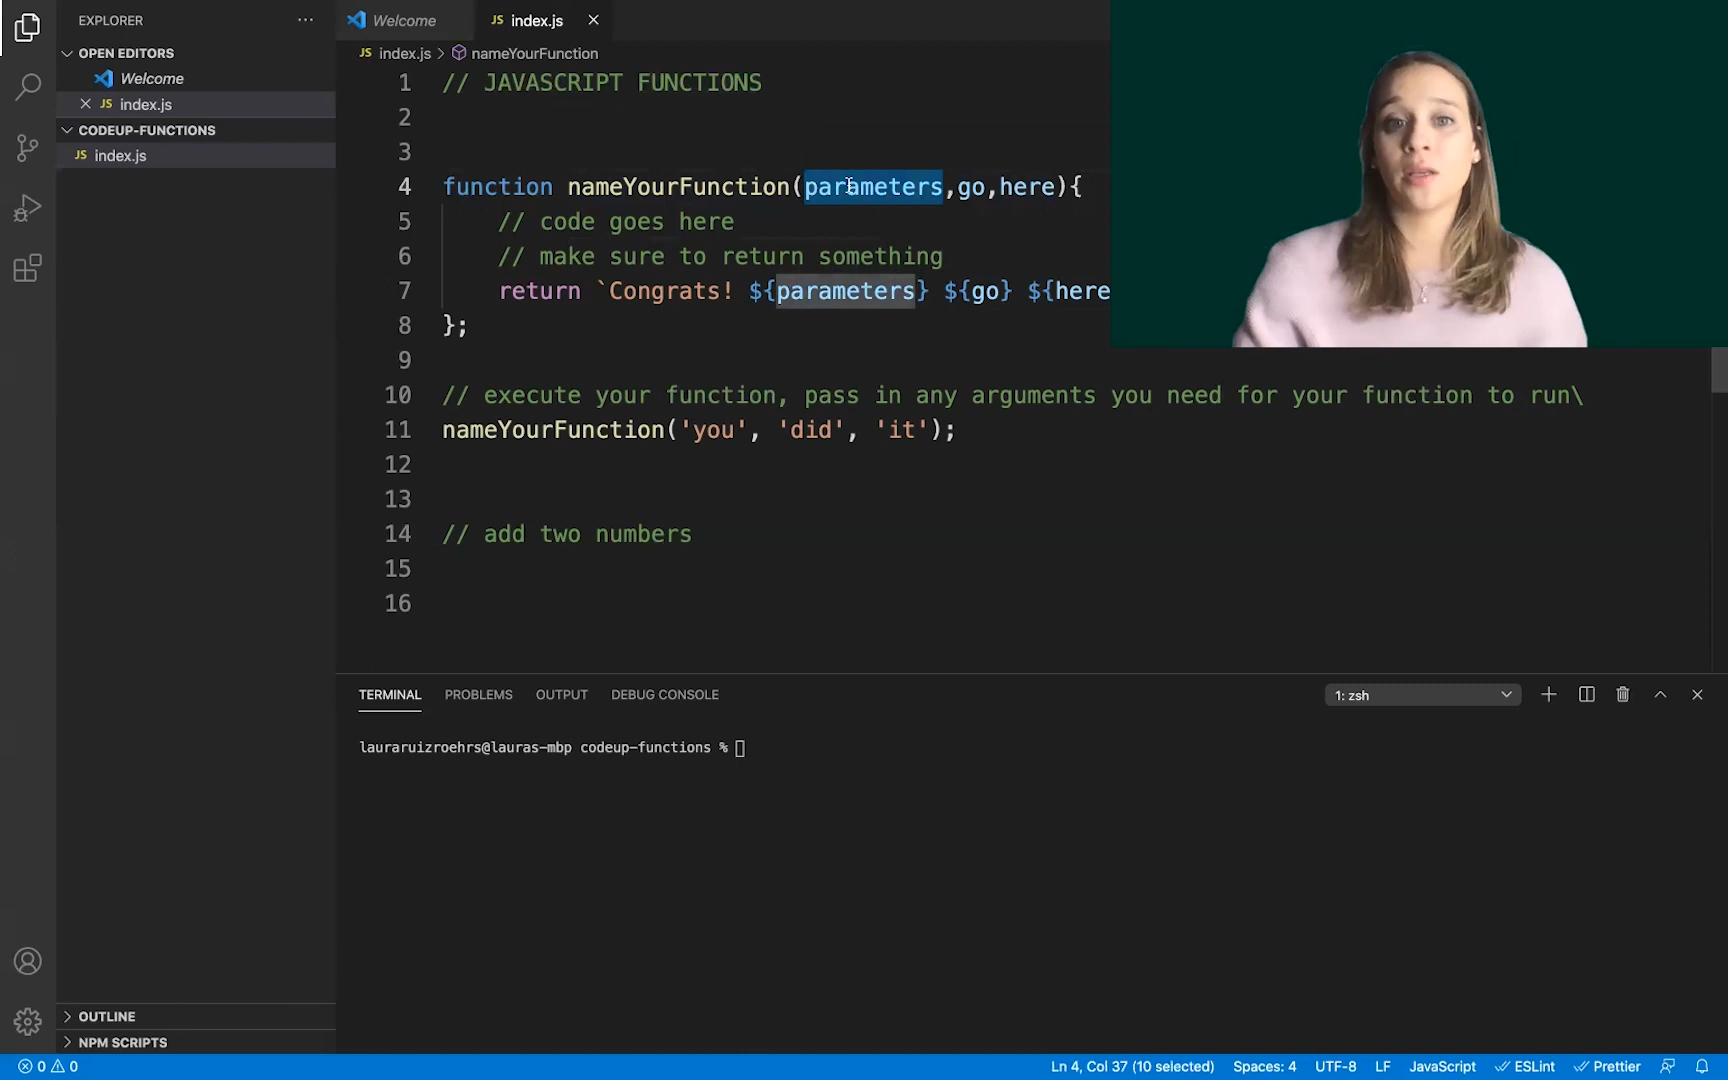 EXPLORER
OPEN EDITORS
Welcome
JS index.js
CODEUP-FUNCTIONS
JS index.js
OUTLINE
NPM SCRIPTS
Welcome
JS index.js
JS index.js > nameYourFunction
1 // JAVASCRIPT FUNCTIONS
2
3
4 function nameYourFunction(parameters,go,here){
5 // code goes here
6 // make sure to return something
7 return `Congrats! ${parameters} ${go} ${here
8 };
9
10 // execute your function, pass in any arguments you need for your function to run\
11 nameYourFunction('you', 'did', 'it');
12
13
14 // add two numbers
15
16
TERMINAL PROBLEMS OUTPUT DEBUG CONSOLE 1: zsh
lauraruizroehrs@lauras-mbp codeup-functions %
0 0 Ln 4, Col 37 (10 selected) Spaces: 4 UTF-8 LF JavaScript ESLint Prettier